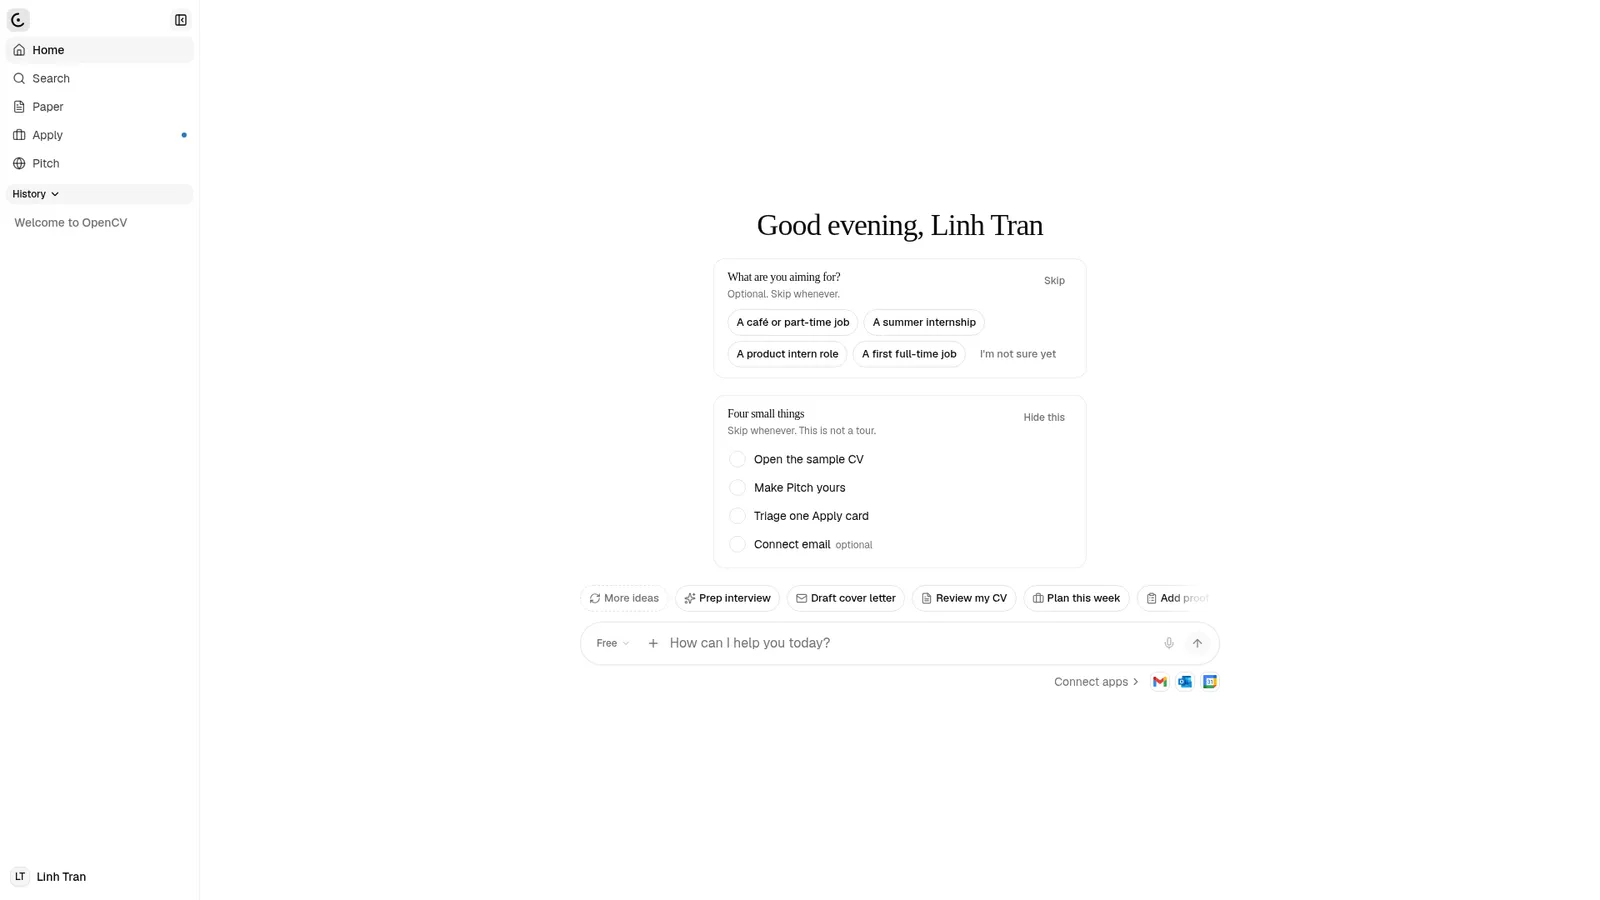 Home
Search
Paper
Apply
Pitch
History
Welcome to OpenCV
Good evening, Linh Tran
What are you aiming for?
Skip
Optional. Skip whenever.
A café or part-time job
A summer internship
A product intern role
A first full-time job
I'm not sure yet
Four small things
Hide this
Skip whenever. This is not a tour.
Open the sample CV
Make Pitch yours
Triage one Apply card
Connect email optional
More ideas
Prep interview
Draft cover letter
Review my CV
Plan this week
Add proof
Free
How can I help you today?
Connect apps
31
LT
Linh Tran